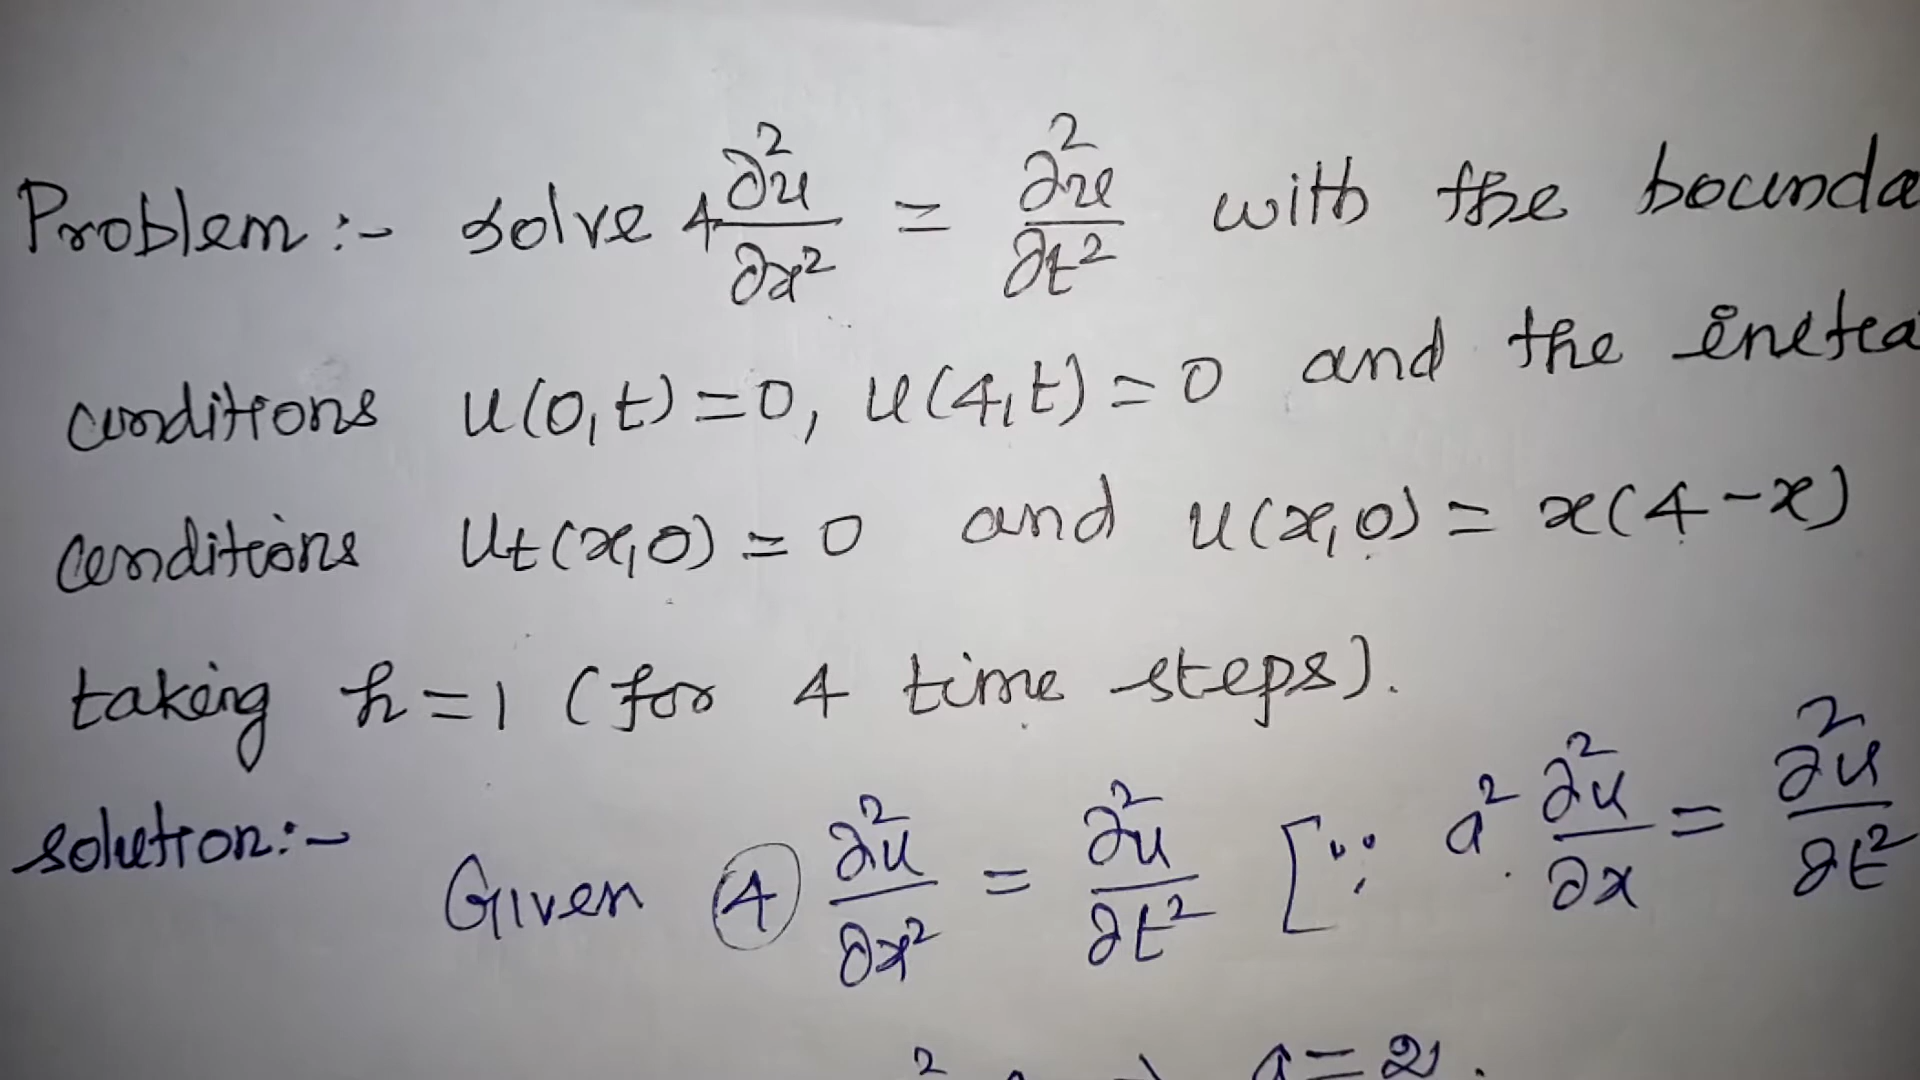 Problem :- solve 4 ∂²u/∂x² = ∂²u/∂t² with the bounda
conditions u(0,t)=0, u(4,t)=0 and the initia
conditions ut(x,0)=0 and u(x,0)=x(4-x)
taking h=1 (for 4 time steps).
solution:- Given 4 ∂²u/∂x² = ∂²u/∂t² [∵ a² ∂²u/∂x = ∂²u/∂t²
a=2.